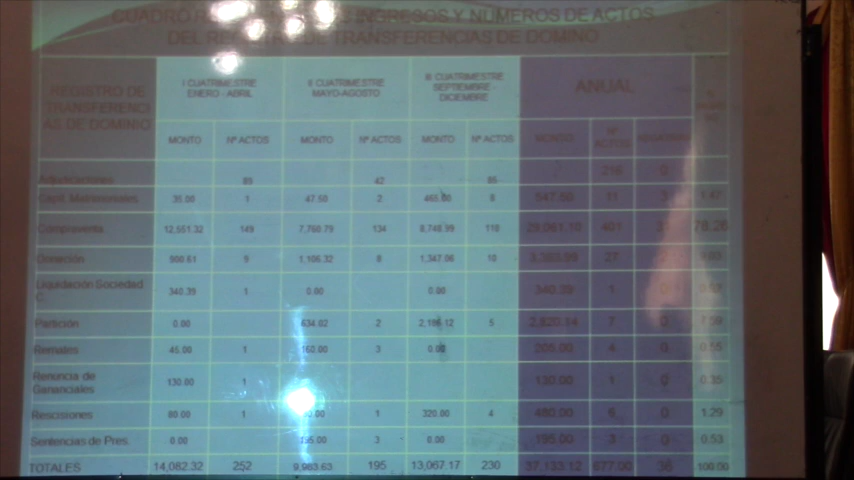 CUADRO INGRESOS Y NUMEROS DE ACTOS
DEL REGISTRO DE TRANSFERENCIAS DE DOMINO
REGISTRO DE TRANSFERENCIAS DE DOMINIO
I CUATRIMESTRE ENERO - ABRIL
II CUATRIMESTRE MAYO-AGOSTO
III CUATRIMESTRE SEPTIEMBRE - DICIEMBRE
ANUAL
MONTO Nº ACTOS MONTO Nº ACTOS MONTO Nº ACTOS MONTO Nº ACTOS
Adjudicaciones 42 216 0
Capit. Matrimoniales 35.00 1 47.50 2 465.00 8 547.50 11 3 1.47
Compraventa 12,551.32 149 7,760.79 134 8,748.99 118 29,061.10 401 78.26
Donación 900.61 9 1,106.32 8 1,347.06 10 27
Liquidación Sociedad C. 340.39 1 0.00 0.00 340.39 1 0
Partición 0.00 634.02 2 2,186.12 5 2,820.14 7 0 7.59
Remates 45.00 1 160.00 3 0.00 205.00 4 0 0.55
Renuncia de Gananciales 130.00 1 130.00 1 0 0.35
Rescisiones 80.00 1 1 320.00 4 480.00 6 0 1.29
Sentencias de Pres. 0.00 3 0.00 195.00 3 0 0.53
TOTALES 14,082.32 252 9,983.63 195 13,067.17 230 37,133.12 677.00 36 100.00